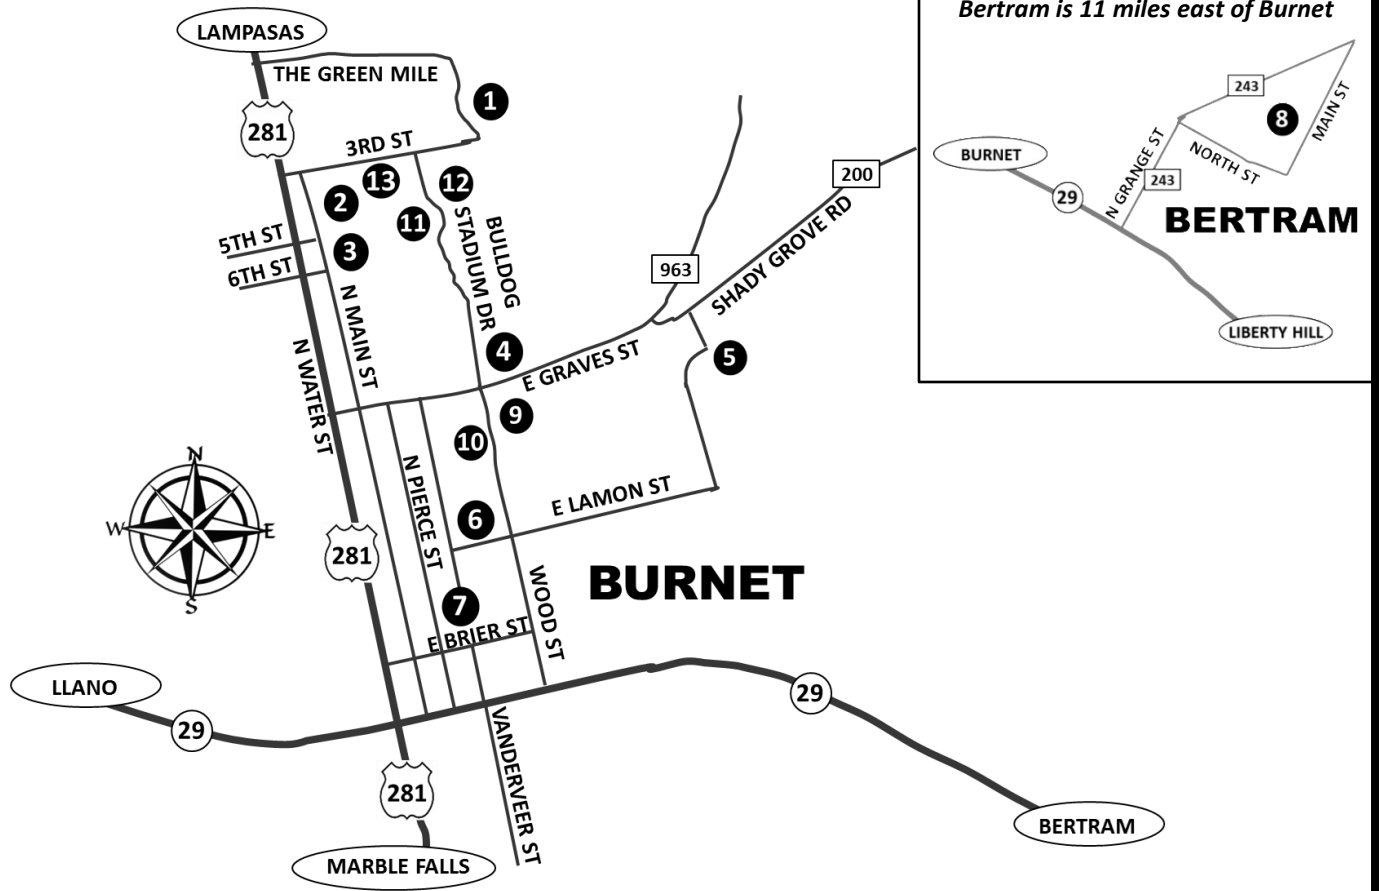 Bertram is 11 miles east of Burnet
LAMPASAS
THE GREEN MILE
1
281
3RD ST
243
8
MAIN ST
BURNET
N GRANGE ST
NORTH ST
243
29
BERTRAM
LIBERTY HILL
13
12
2
11
200
5TH ST
3
BULLDOG
STADIUM DR
6TH ST
963
SHADY GROVE RD
N MAIN ST
4
5
N WATER ST
E GRAVES ST
9
10
N
W
E
S
N PIERCE ST
E LAMON ST
6
281
BURNET
WOOD ST
7
E BRIER ST
LLANO
29
29
VANDERVEER ST
281
BERTRAM
MARBLE FALLS